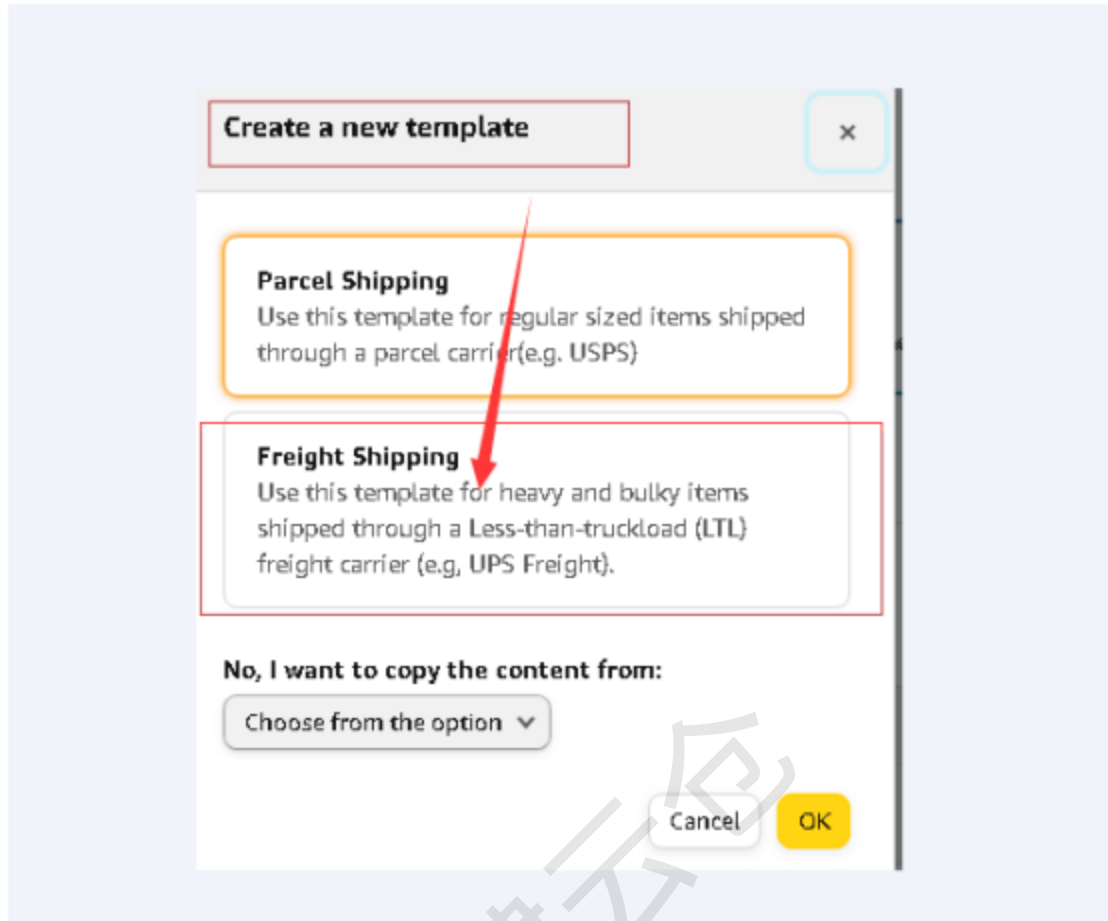 Create a new template
×
Parcel Shipping
Use this template for regular sized items shipped
through a parcel carrier(e.g. USPS)
Freight Shipping
Use this template for heavy and bulky items
shipped through a Less-than-truckload (LTL)
freight carrier (e.g, UPS Freight).
No, I want to copy the content from:
Choose from the option
Cancel
OK
云仓